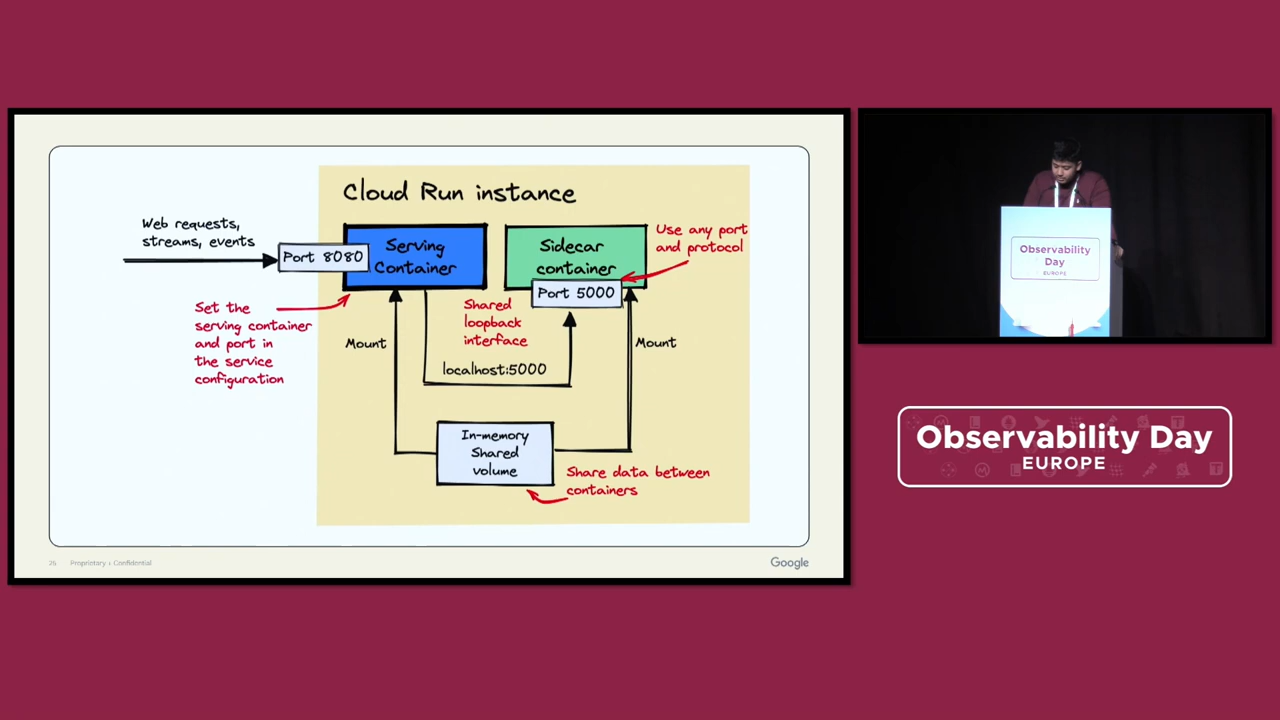 Cloud Run instance
Web requests,
streams, events
Port 8080
Serving
Container
Sidecar
container
Port 5000
Use any port
and protocol
Set the
serving container
and port in
the service
configuration
Shared
loopback
interface
Mount
localhost:5000
Mount
In-memory
Shared
volume
Share data between
containers
26 Proprietary + Confidential
Google
Observability
Day
EUROPE
Observability Day
EUROPE